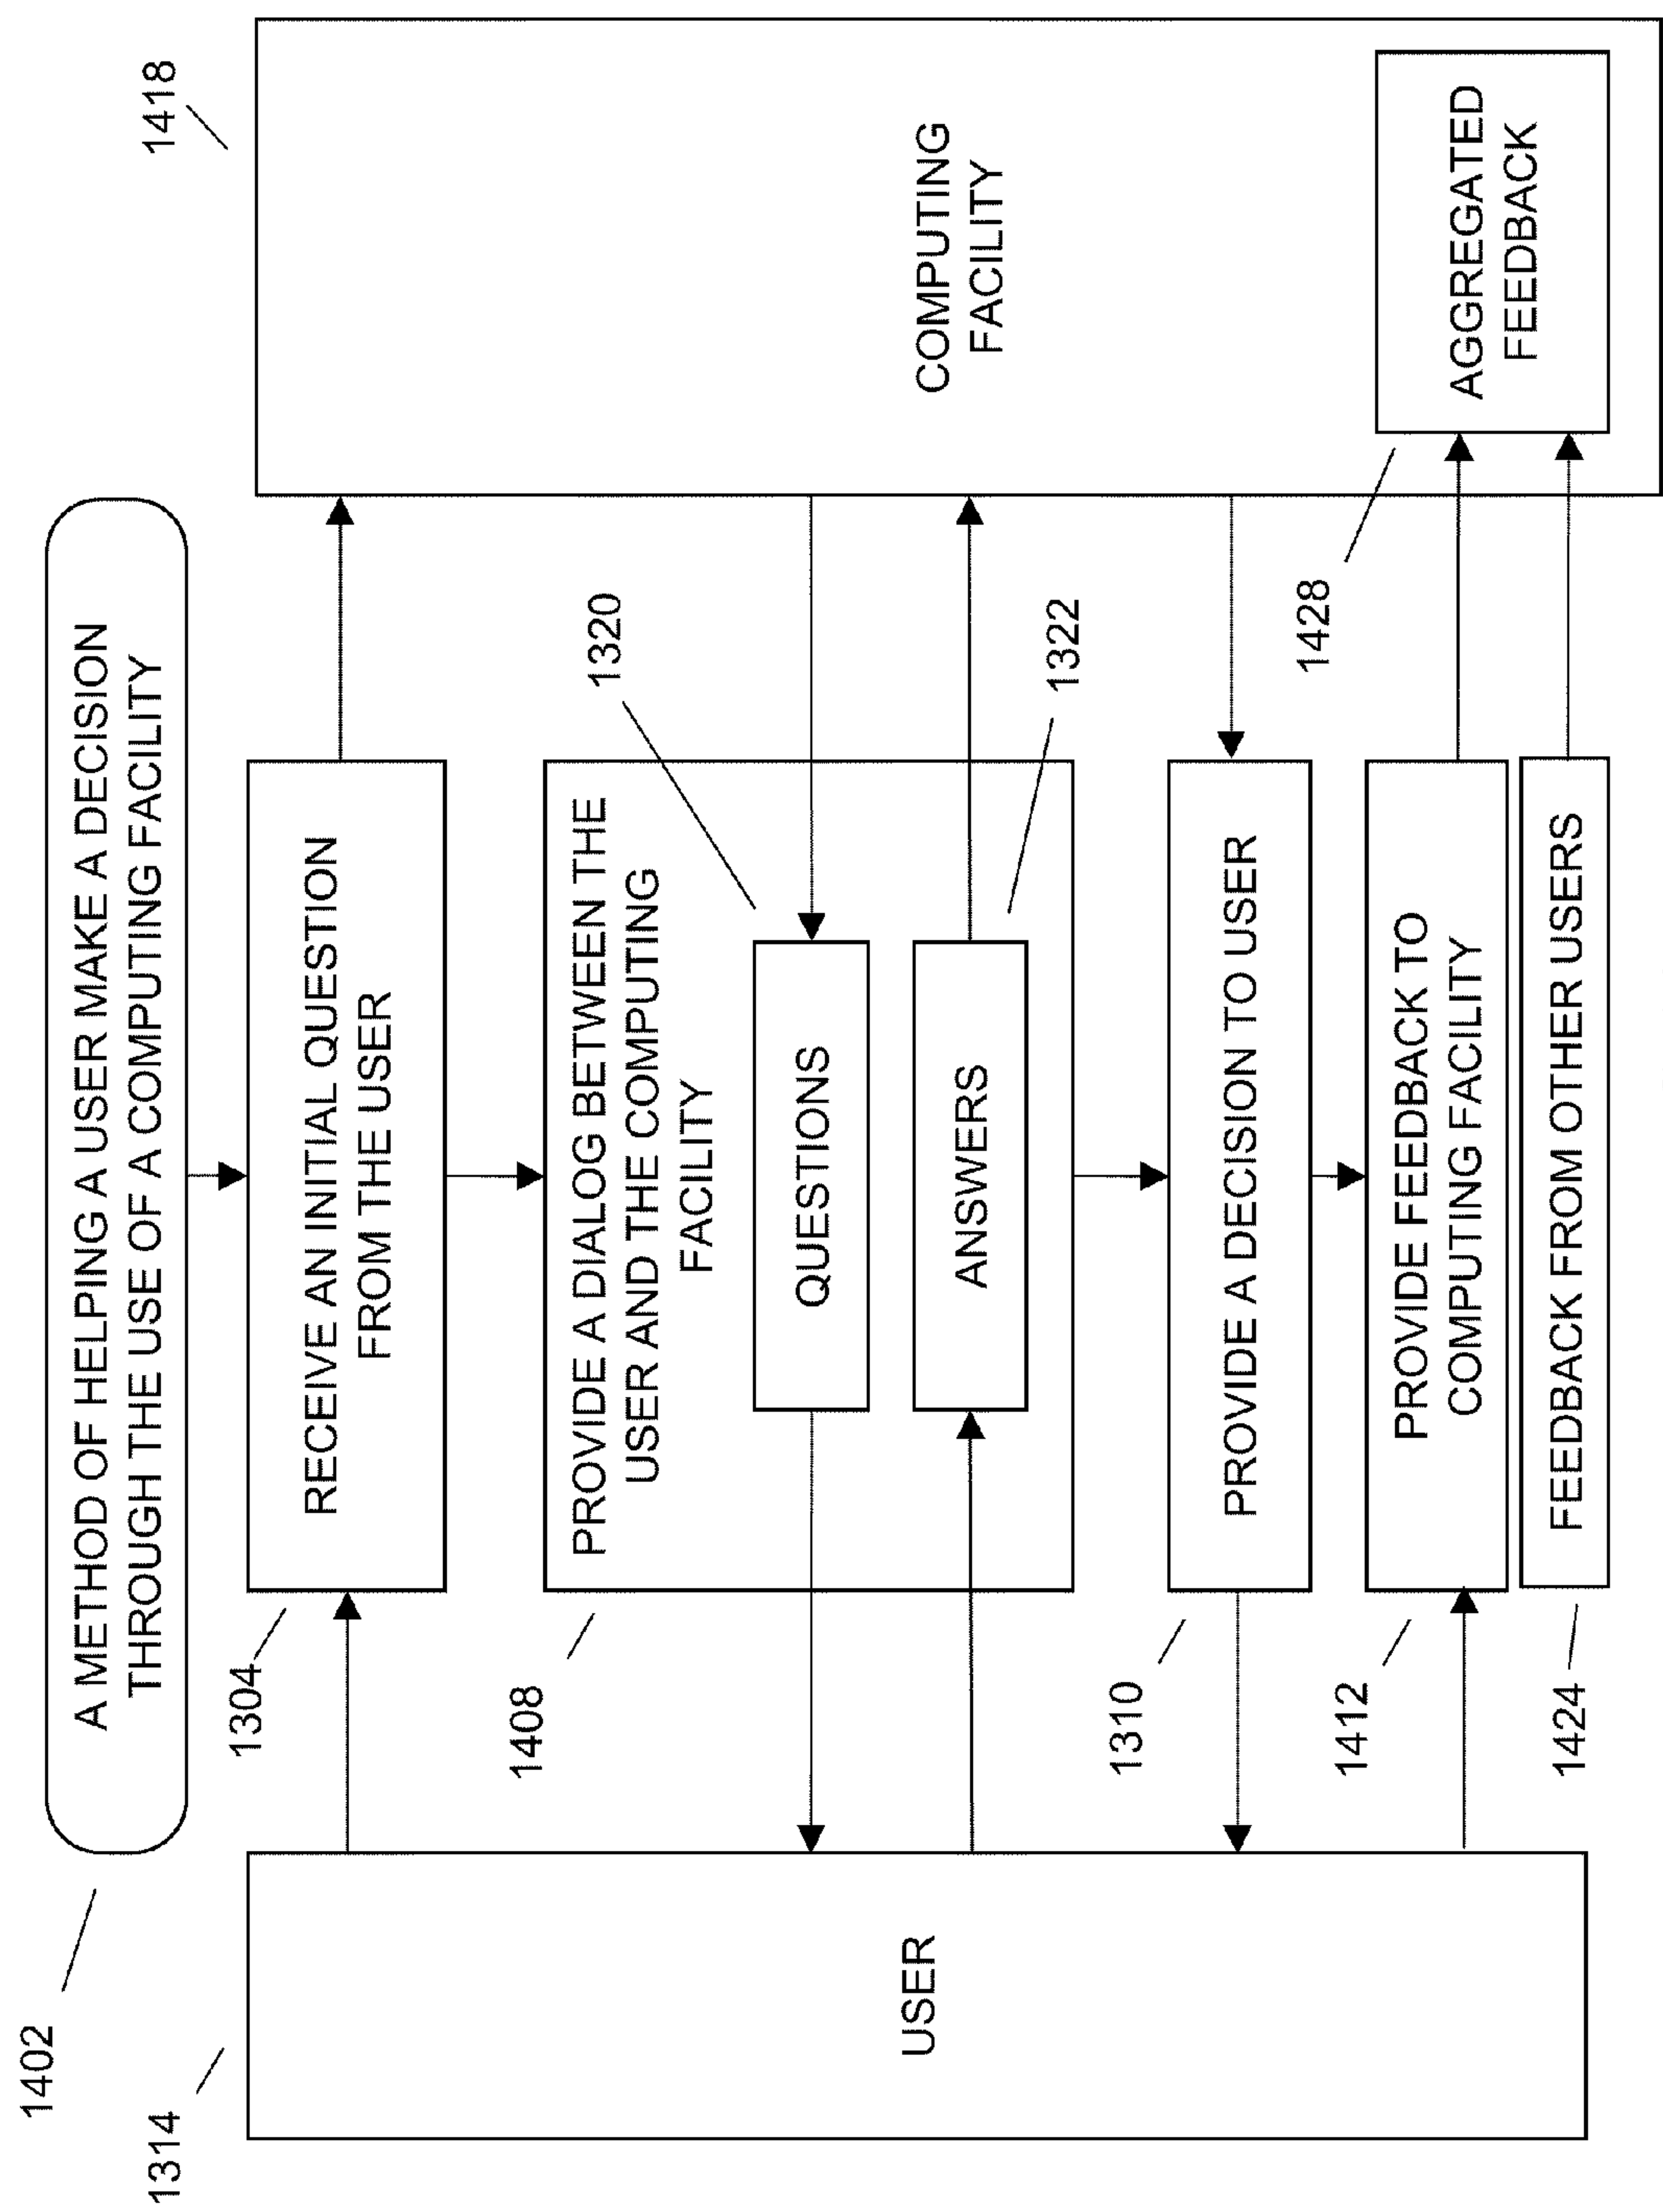 1402
A METHOD OF HELPING A USER MAKE A DECISION
THROUGH THE USE OF A COMPUTING FACILITY
1314
USER
1304
RECEIVE AN INITIAL QUESTION
FROM THE USER
1418
COMPUTING
FACILITY
1408
PROVIDE A DIALOG BETWEEN THE
USER AND THE COMPUTING
FACILITY
1320
QUESTIONS
1322
ANSWERS
1310
PROVIDE A DECISION TO USER
1412
PROVIDE FEEDBACK TO
COMPUTING FACILITY
1428
AGGREGATED
FEEDBACK
1424
FEEDBACK FROM OTHER USERS